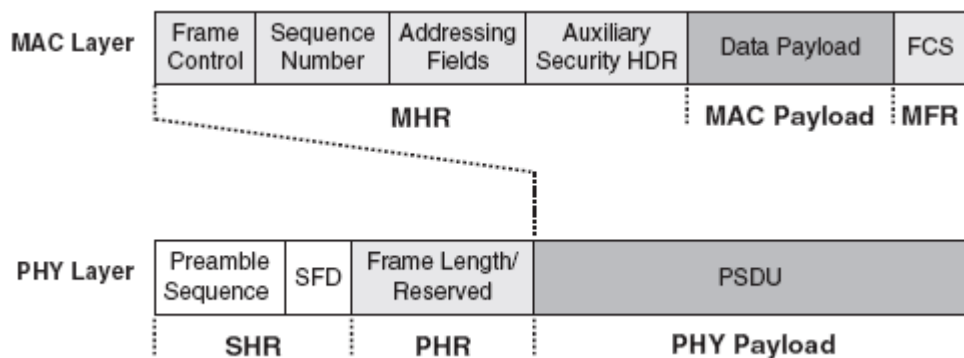 MAC Layer
Frame Control
Sequence Number
Addressing Fields
Auxiliary Security HDR
Data Payload
FCS
MHR
MAC Payload
MFR
PHY Layer
Preamble Sequence
SFD
Frame Length/ Reserved
PSDU
SHR
PHR
PHY Payload